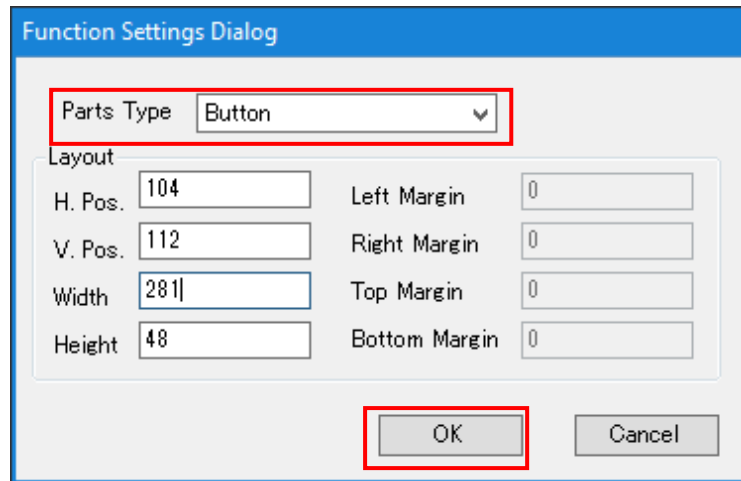 Function Settings Dialog
Parts Type Button
Layout
H. Pos. 104 Left Margin 0
V. Pos. 112 Right Margin 0
Width 281 Top Margin 0
Height 48 Bottom Margin 0
OK Cancel